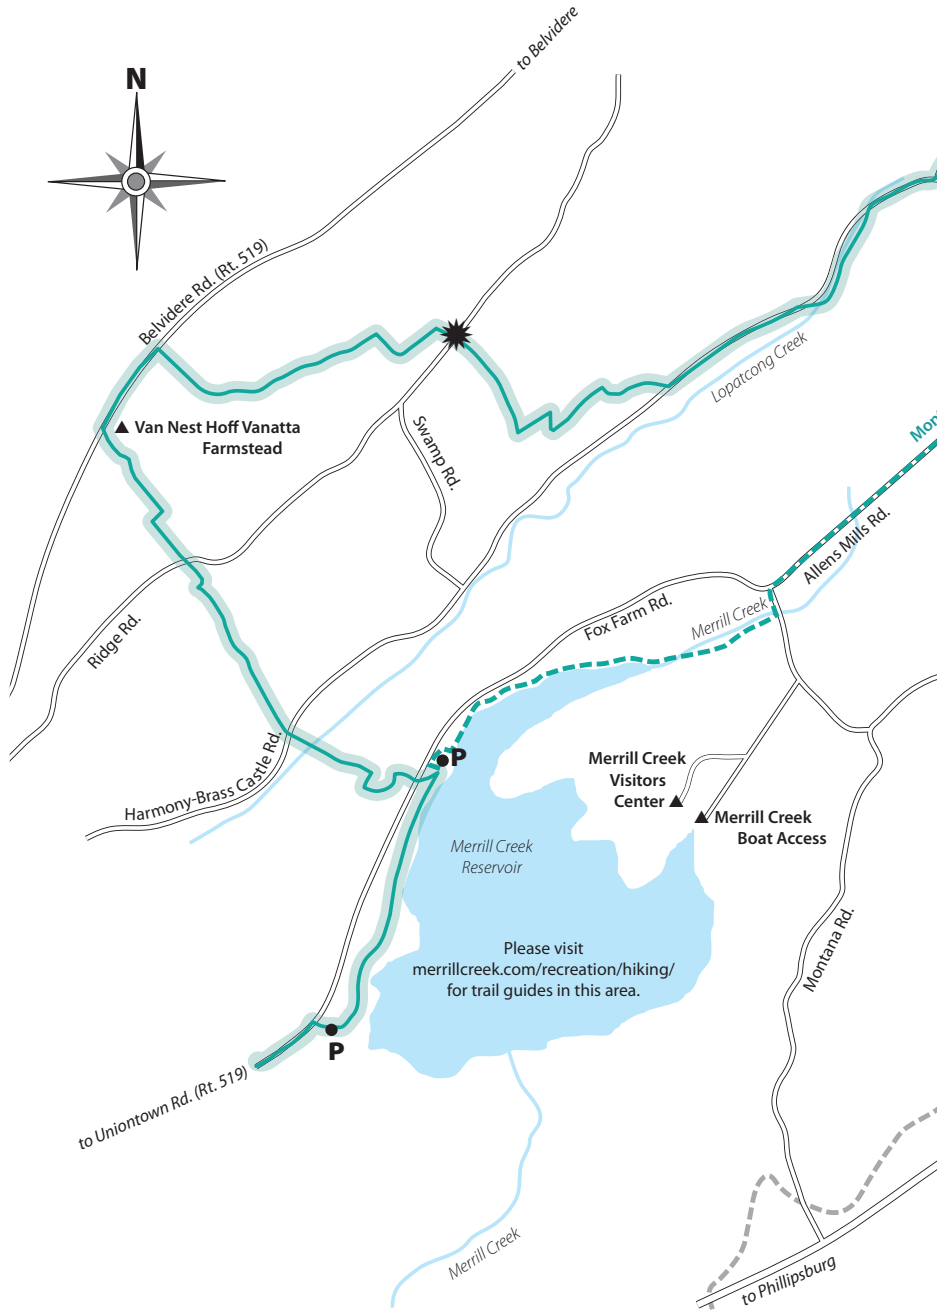 to Belvidere
N
Belvidere Rd. (Rt. 519)
Lopatcong Creek
Van Nest Hoff Vanatta
Farmstead
Swamp Rd.
Mont
Allens Mills Rd.
Ridge Rd.
Fox Farm Rd.
Merrill Creek
Harmony-Brass Castle Rd.
P
Merrill Creek
Visitors
Center
Merrill Creek
Boat Access
Merrill Creek
Reservoir
Montana Rd.
Please visit
merrillcreek.com/recreation/hiking/
for trail guides in this area.
P
to Uniontown Rd. (Rt. 519)
Merrill Creek
to Phillipsburg